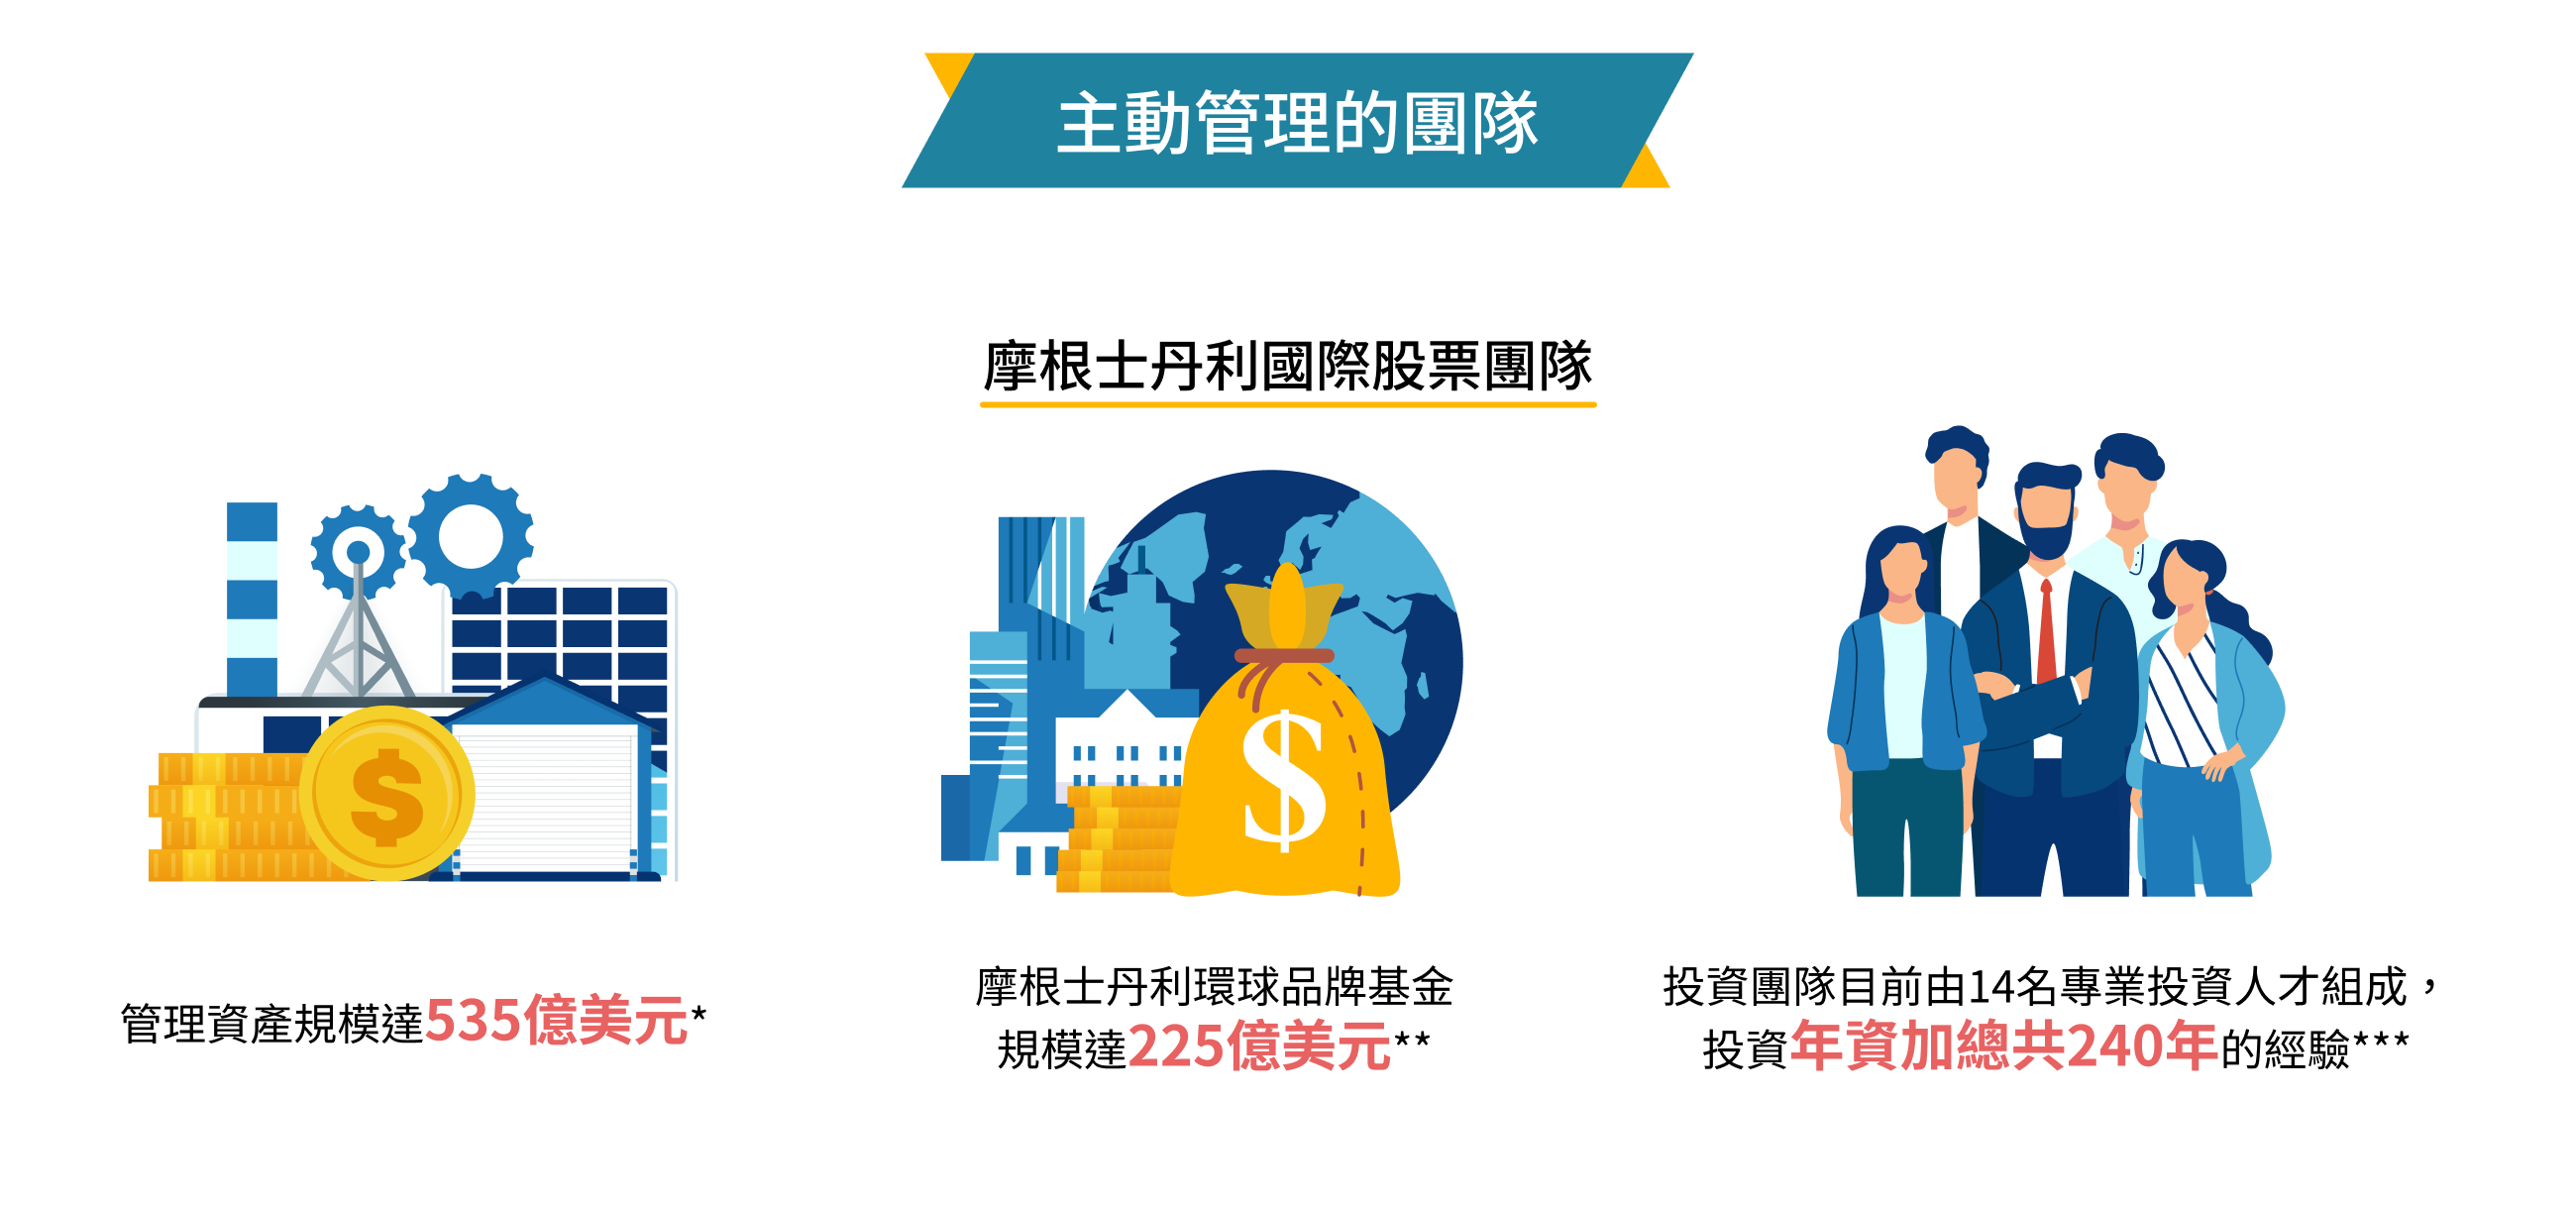 主動管理的團隊
摩根士丹利國際股票團隊
管理資產規模達535億美元*
摩根士丹利環球品牌基金
規模達225億美元**
投資團隊目前由14名專業投資人才組成，
投資年資加總共240年的經驗***
$
$